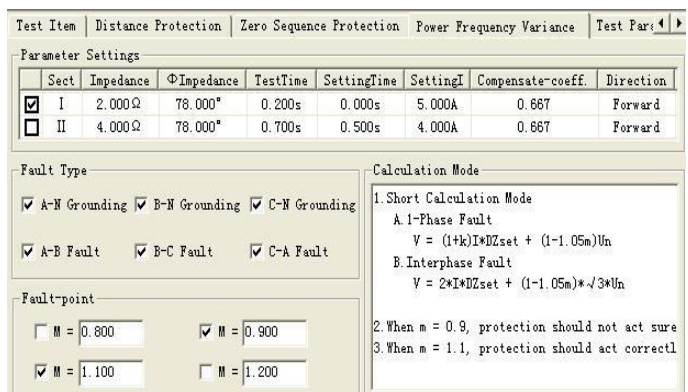 Test Item | Distance Protection | Zero Sequence Protection | Power Frequency Variance | Test Para
Parameter Settings
Sect Impedance ΦImpedance TestTime SettingTime SettingI Compensate-coeff. Direction
I 2.000Ω 78.000° 0.200s 0.000s 5.000A 0.667 Forward
II 4.000Ω 78.000° 0.700s 0.500s 4.000A 0.667 Forward
Fault Type
A-N Grounding B-N Grounding C-N Grounding
A-B Fault B-C Fault C-A Fault
Fault-point
M = 0.800 M = 0.900
M = 1.100 M = 1.200
Calculation Mode
1.Short Calculation Mode
A.1-Phase Fault
V = (1+k)I*DZset + (1-1.05m)Un
B.Interphase Fault
V = 2*I*DZset + (1-1.05m)*√3*Un
2.When m = 0.9, protection should not act sure
3.When m = 1.1, protection should act correctl